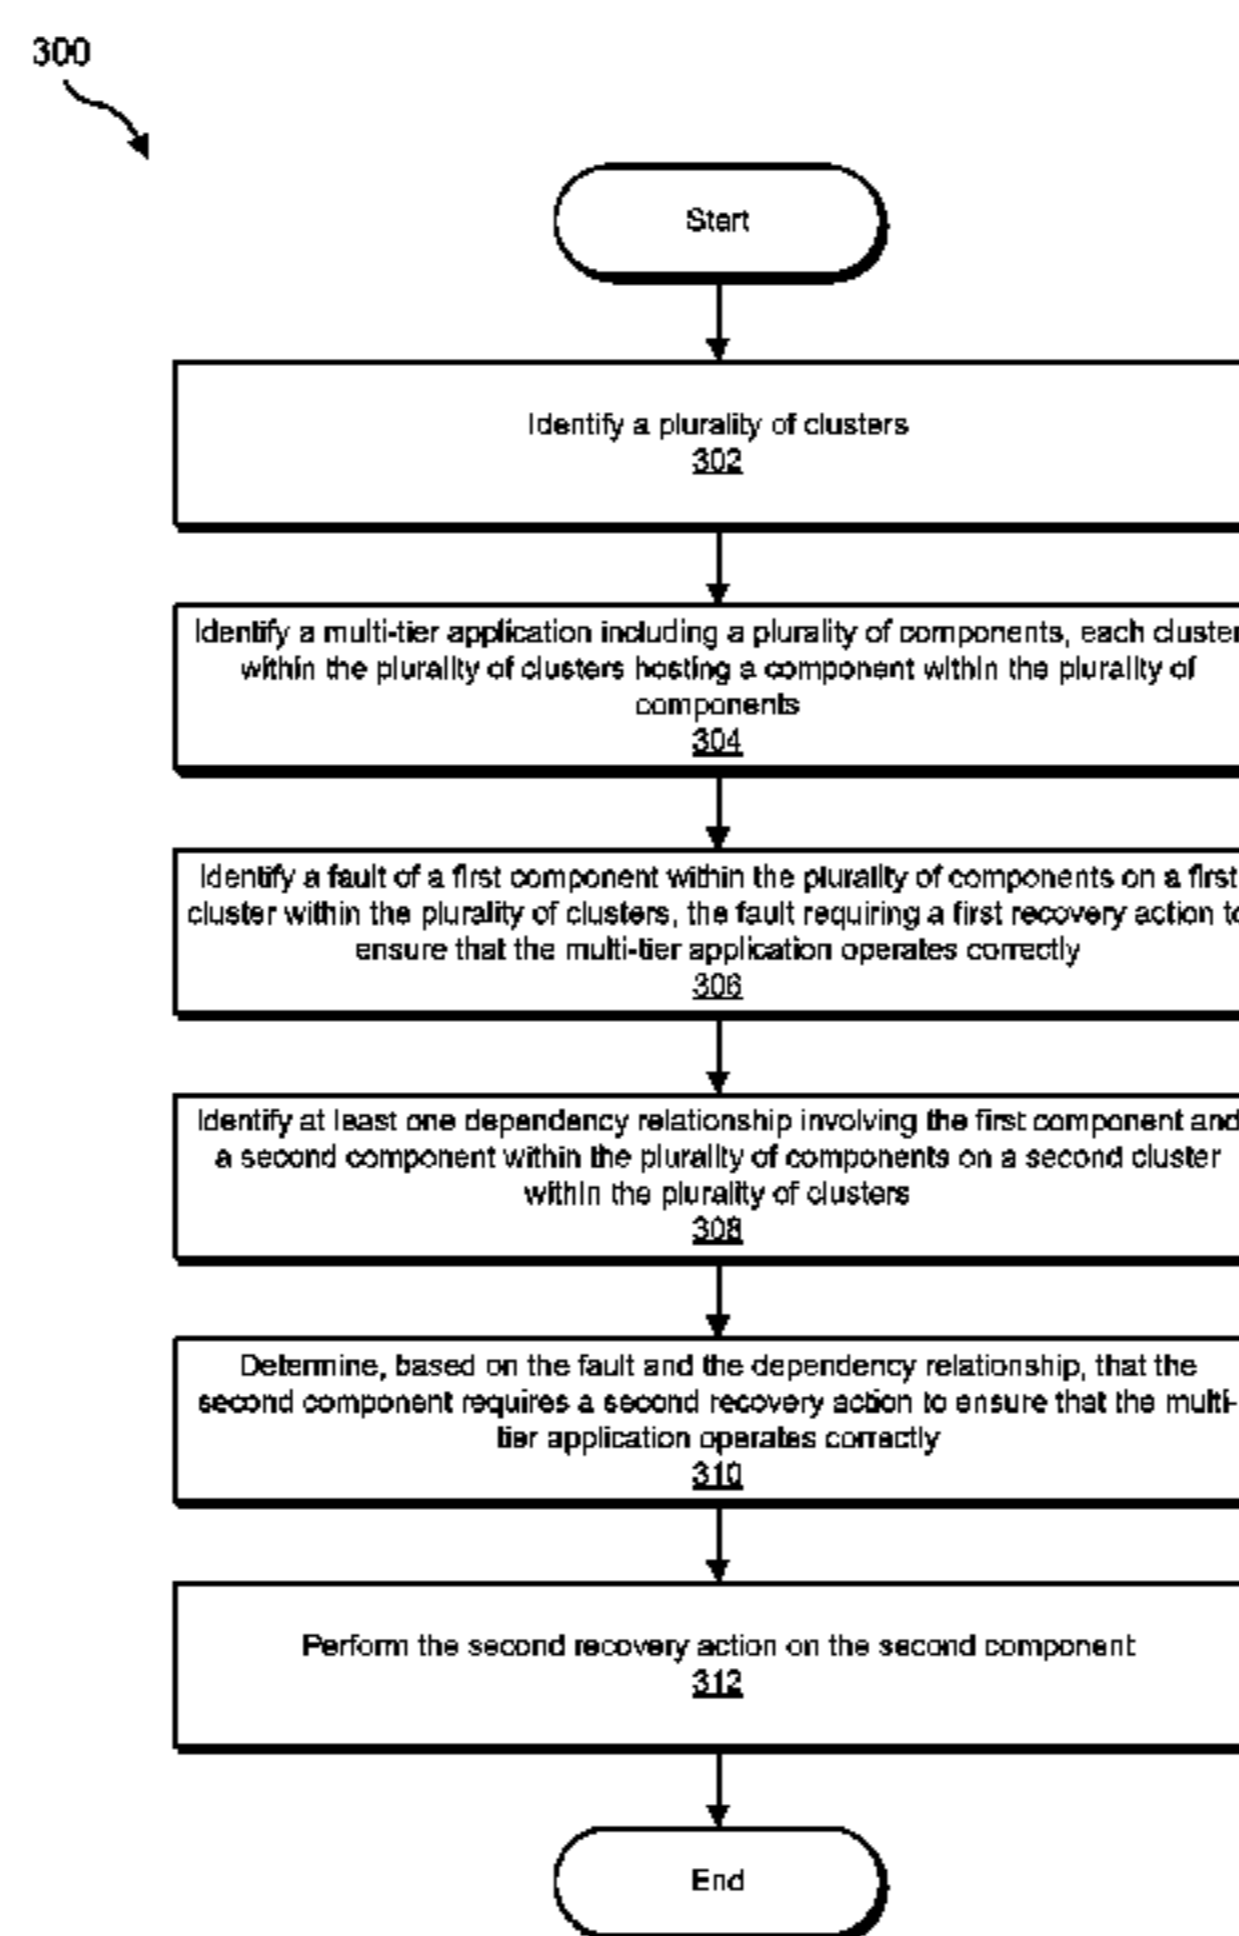 300
Start
Identify a plurality of clusters
302
Identify a multi-tier application including a plurality of components, each cluster
within the plurality of clusters hosting a component within the plurality of
components
304
Identify a fault of a first component within the plurality of components on a first
cluster within the plurality of clusters, the fault requiring a first recovery action to
ensure that the multi-tier application operates correctly
306
Identify at least one dependency relationship involving the first component and
a second component within the plurality of components on a second cluster
within the plurality of clusters
308
Determine, based on the fault and the dependency relationship, that the
second component requires a second recovery action to ensure that the multi-
tier application operates correctly
310
Perform the second recovery action on the second component
312
End